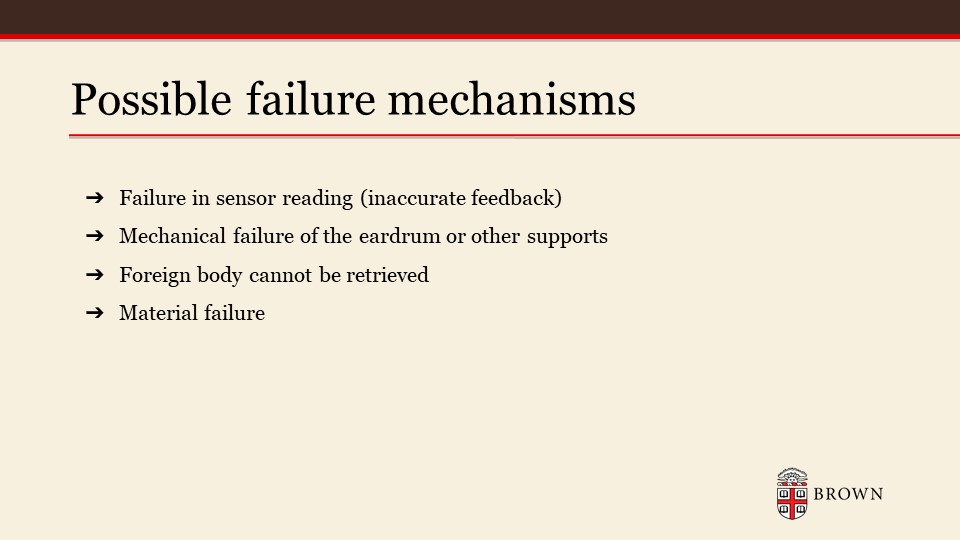 Possible failure mechanisms
➔ Failure in sensor reading (inaccurate feedback)
➔ Mechanical failure of the eardrum or other supports
➔ Foreign body cannot be retrieved
➔ Material failure
BROWN